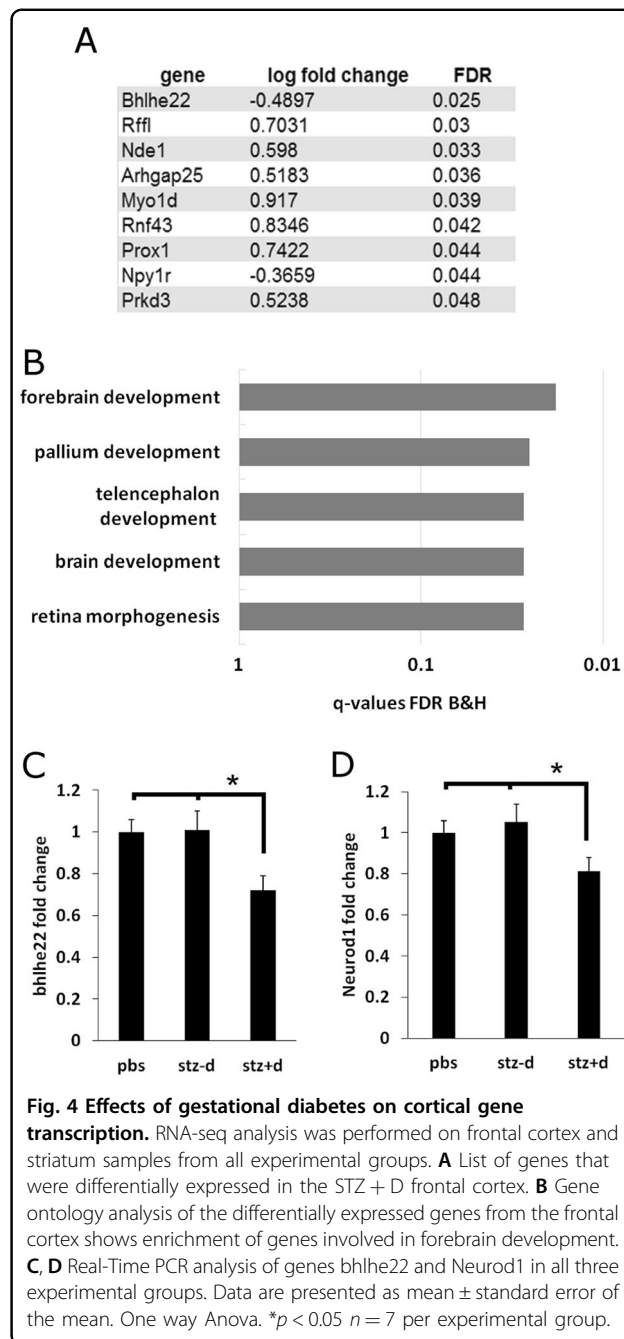 A
gene log fold change FDR
Bhlhe22 -0.4897 0.025
Rffl 0.7031 0.03
Nde1 0.598 0.033
Arhgap25 0.5183 0.036
Myo1d 0.917 0.039
Rnf43 0.8346 0.042
Prox1 0.7422 0.044
Npy1r -0.3659 0.044
Prkd3 0.5238 0.048
B
forebrain development
pallium development
telencephalon
development
brain development
retina morphogenesis
1 0.1 0.01
q-values FDR B&H
C
*
bhlhe22 fold change
1.2
1
0.8
0.6
0.4
0.2
0
pbs stz-d stz+d
D
*
Neurod1 fold change
1.2
1
0.8
0.6
0.4
0.2
0
pbs stz-d stz+d
Fig. 4 Effects of gestational diabetes on cortical gene
transcription. RNA-seq analysis was performed on frontal cortex and
striatum samples from all experimental groups. A List of genes that
were differentially expressed in the STZ + D frontal cortex. B Gene
ontology analysis of the differentially expressed genes from the frontal
cortex shows enrichment of genes involved in forebrain development.
C, D Real-Time PCR analysis of genes bhlhe22 and Neurod1 in all three
experimental groups. Data are presented as mean ± standard error of
the mean. One way Anova. *p < 0.05 n = 7 per experimental group.